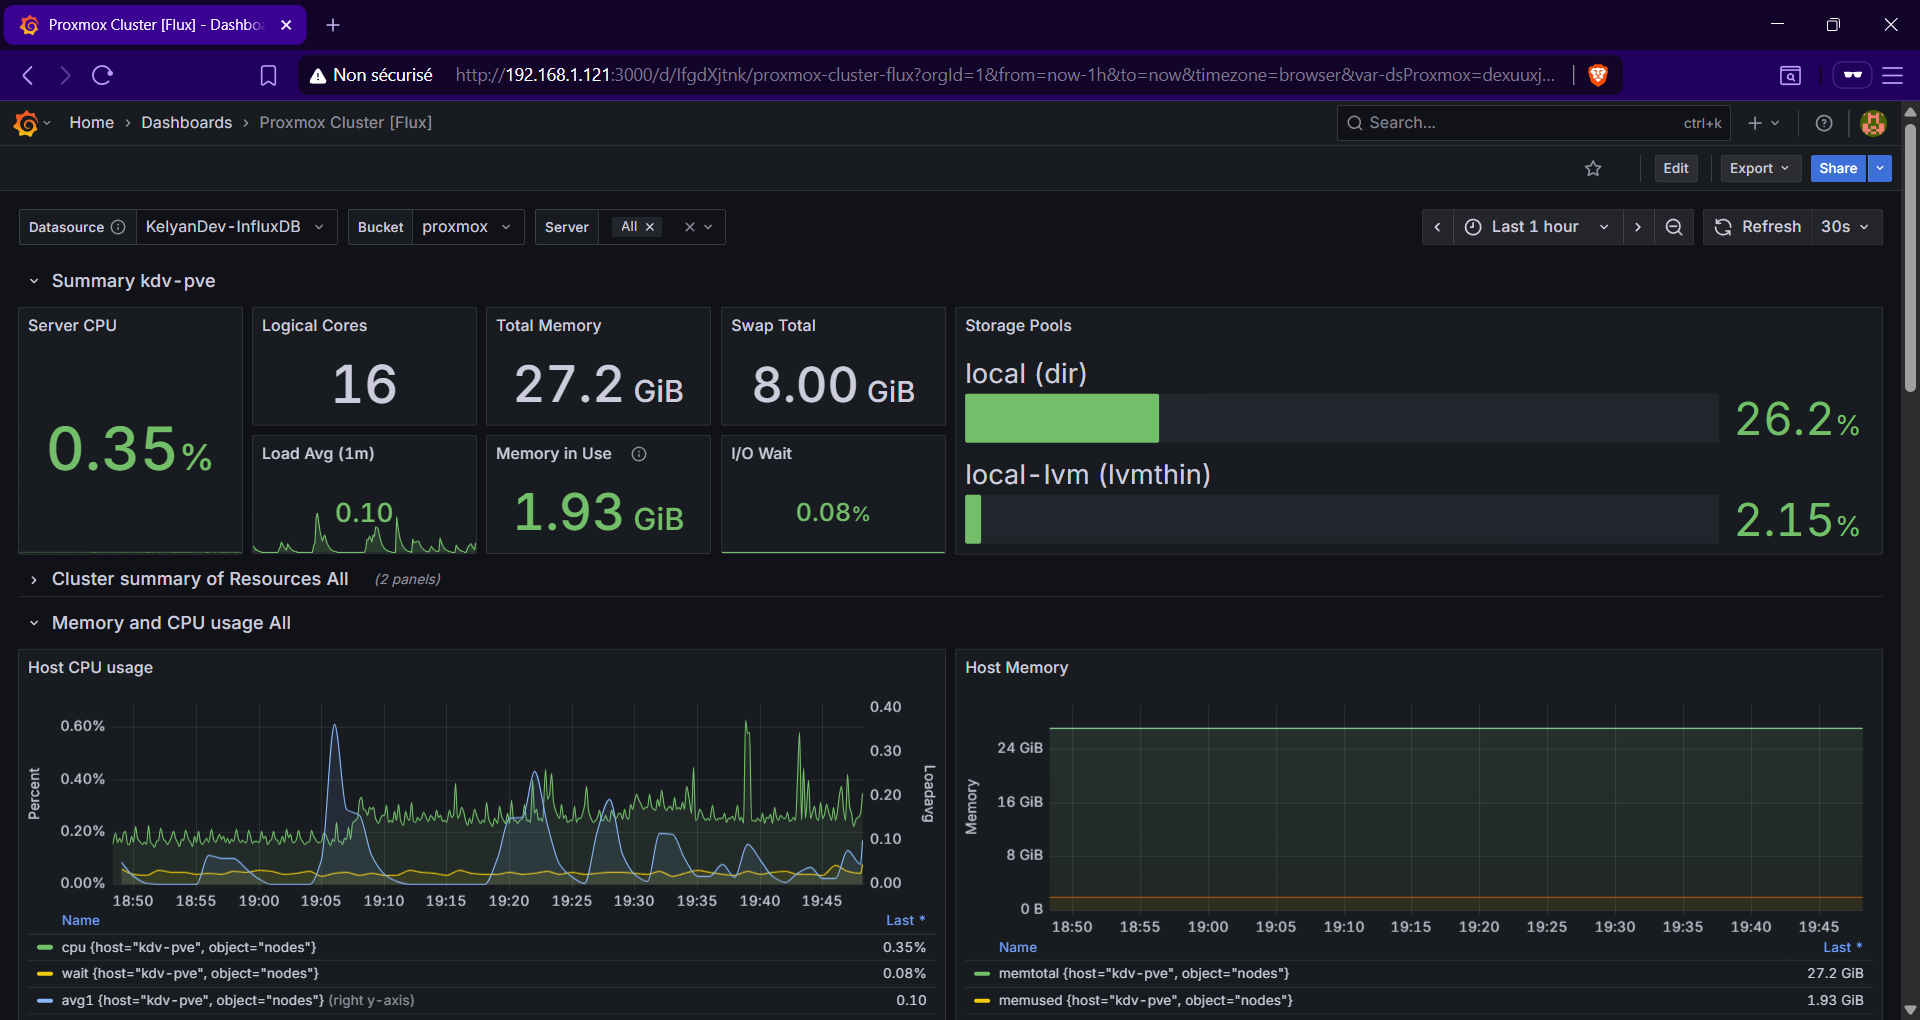 Proxmox Cluster [Flux] - Dashbo
Non sécurisé http://192.168.1.121:3000/d/IfgdXjtnk/proxmox-cluster-flux?orgId=1&from=now-1h&to=now&timezone=browser&var-dsProxmox=dexuuxj...
Home › Dashboards › Proxmox Cluster [Flux]
Search... ctrl+k
Edit Export Share
Datasource KelyanDev-InfluxDB Bucket proxmox Server All Last 1 hour Refresh 30s
Summary kdv-pve
Server CPU
0.35%
Logical Cores
16
Total Memory
27.2 GiB
Swap Total
8.00 GiB
Load Avg (1m)
0.10
Memory in Use
1.93 GiB
I/O Wait
0.08%
Storage Pools
local (dir)
26.2%
local-lvm (lvmthin)
2.15%
Cluster summary of Resources All (2 panels)
Memory and CPU usage All
Host CPU usage
Percent
0.60%
0.40%
0.20%
0.00%
0.40
0.30
0.20
0.10
0.00
Loadavg
18:50 18:55 19:00 19:05 19:10 19:15 19:20 19:25 19:30 19:35 19:40 19:45
Name Last *
cpu {host="kdv-pve", object="nodes"} 0.35%
wait {host="kdv-pve", object="nodes"} 0.08%
avg1 {host="kdv-pve", object="nodes"} (right y-axis) 0.10
Host Memory
Memory
24 GiB
16 GiB
8 GiB
0 B
18:50 18:55 19:00 19:05 19:10 19:15 19:20 19:25 19:30 19:35 19:40 19:45
Name Last *
memtotal {host="kdv-pve", object="nodes"} 27.2 GiB
memused {host="kdv-pve", object="nodes"} 1.93 GiB